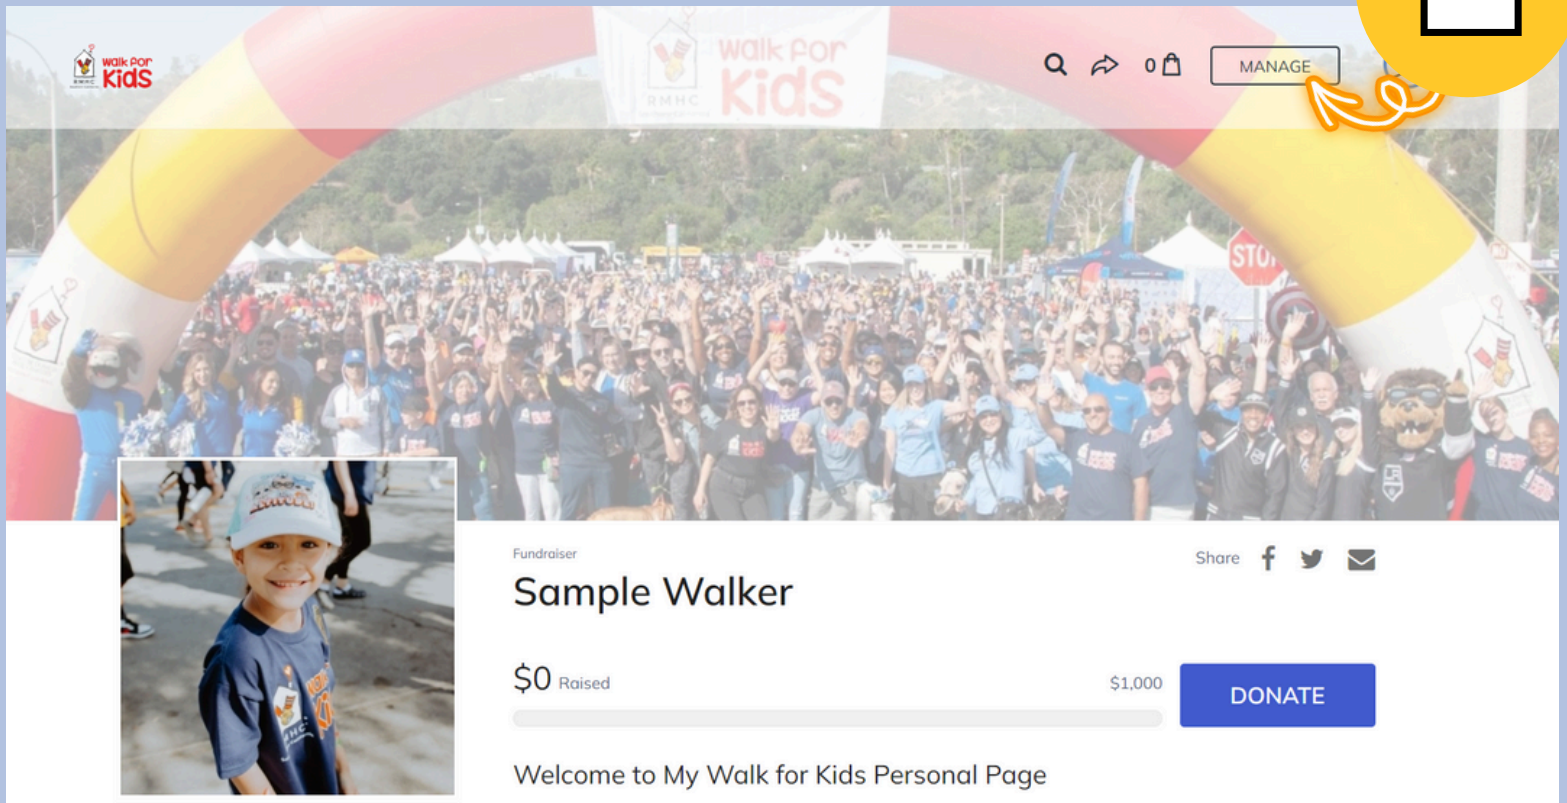 walk for
Kids
walk for
Kids
RMHC
0
MANAGE
STOP
Fundraiser
Sample Walker
Share
$0 Raised
$1,000
DONATE
Welcome to My Walk for Kids Personal Page